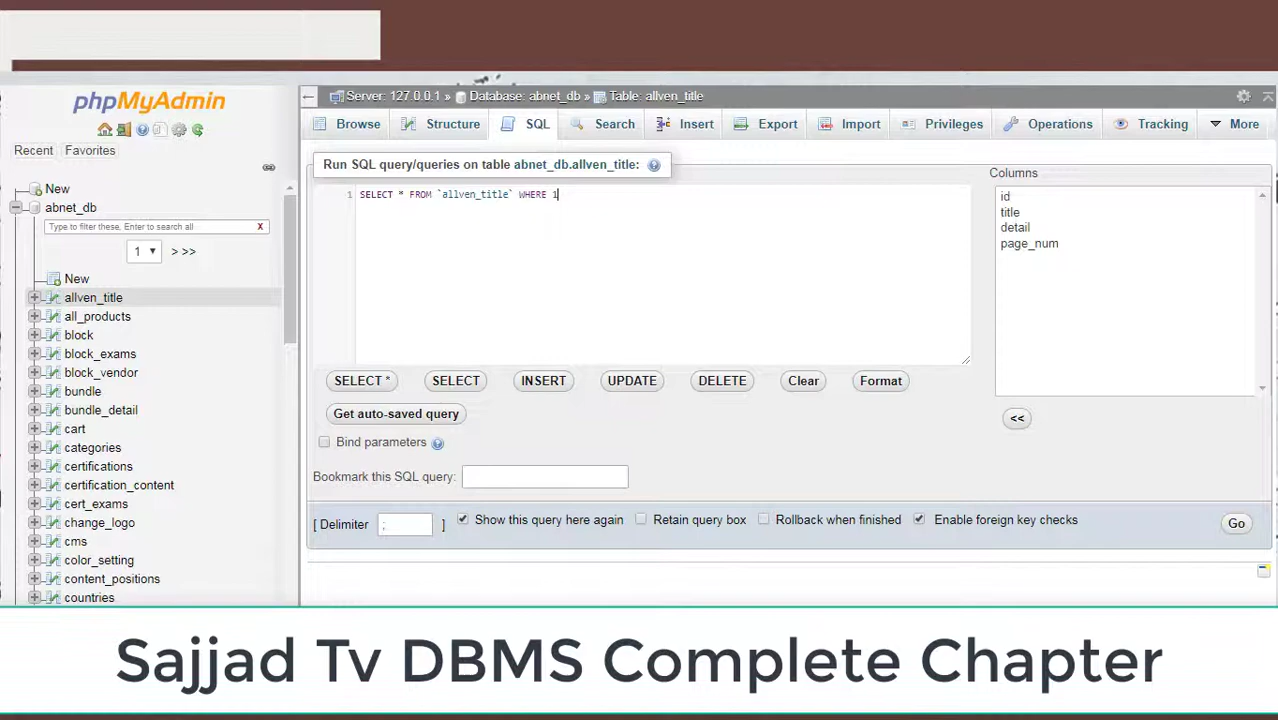 phpMyAdmin
Recent Favorites
New
abnet_db
Type to filter these, Enter to search all X
1 > >>
New
allven_title
all_products
block
block_exams
block_vendor
bundle
bundle_detail
cart
categories
certifications
certification_content
cert_exams
change_logo
cms
color_setting
content_positions
countries
Server: 127.0.0.1 » Database: abnet_db » Table: allven_title
Browse Structure SQL Search Insert Export Import Privileges Operations Tracking More
Run SQL query/queries on table abnet_db.allven_title:
1 SELECT * FROM `allven_title` WHERE 1
Columns
id
title
detail
page_num
SELECT * SELECT INSERT UPDATE DELETE Clear Format
<<
Get auto-saved query
Bind parameters
Bookmark this SQL query:
[ Delimiter ; ] Show this query here again Retain query box Rollback when finished Enable foreign key checks Go
Sajjad Tv DBMS Complete Chapter